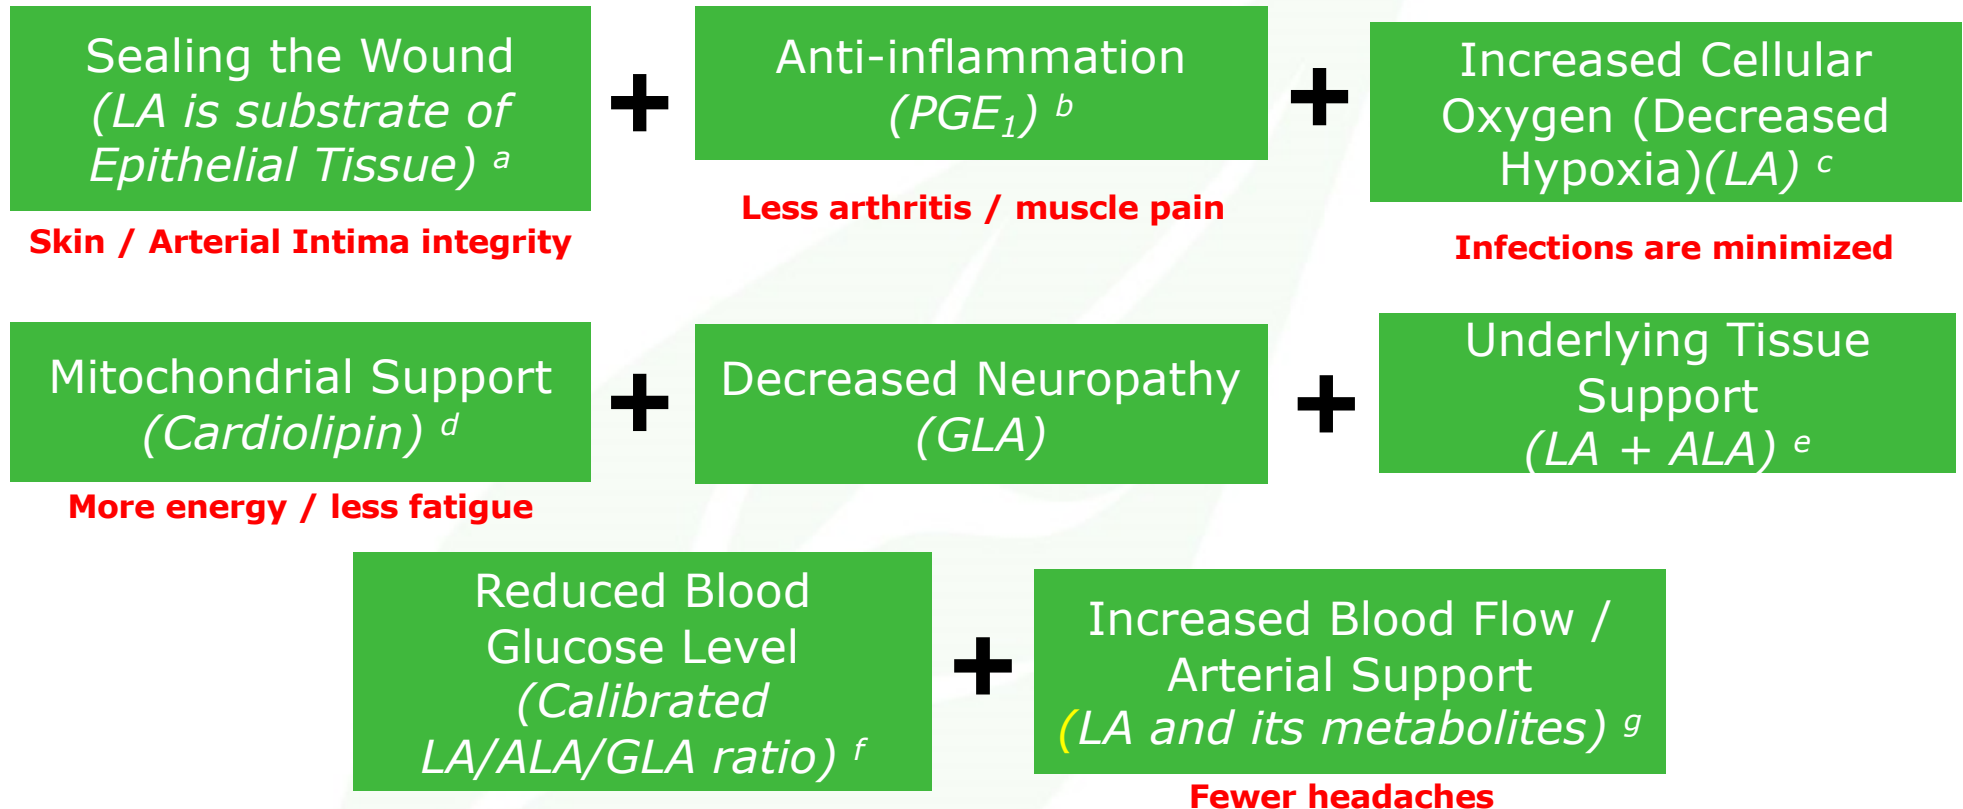 Sealing the Wound
(LA is substrate of
Epithelial Tissue) a
+
Anti-inflammation
(PGE1) b
+
Increased Cellular
Oxygen (Decreased
Hypoxia)(LA) c
Skin / Arterial Intima integrity
Less arthritis / muscle pain
Infections are minimized
Mitochondrial Support
(Cardiolipin) d
+
Decreased Neuropathy
(GLA)
+
Underlying Tissue
Support
(LA + ALA) e
More energy / less fatigue
Reduced Blood
Glucose Level
(Calibrated
LA/ALA/GLA ratio) f
+
Increased Blood Flow /
Arterial Support
(LA and its metabolites) g
Fewer headaches